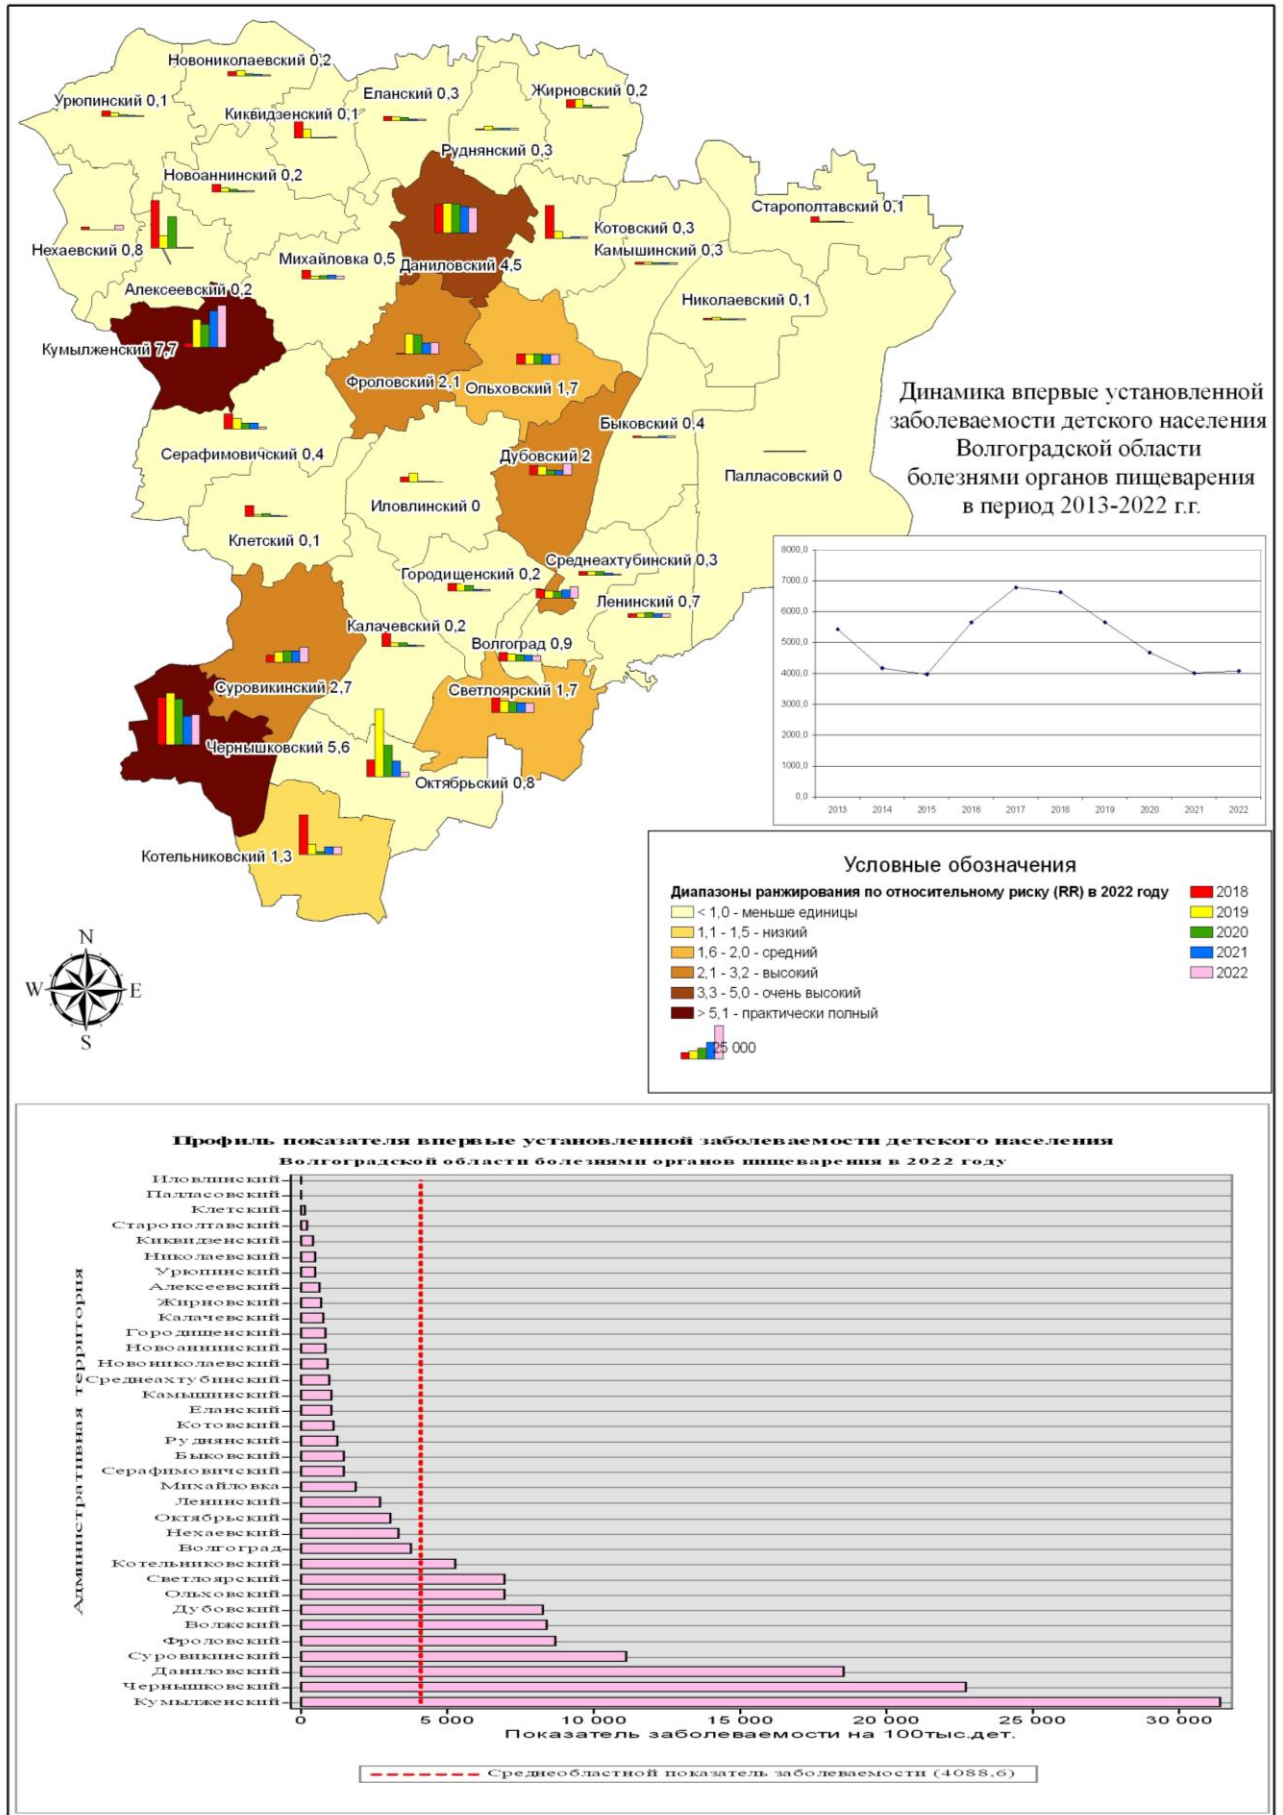 Новониколаевский 0,2
Урюпинский 0,1
Киквидзенский 0,1
Еланский 0,3
Жирновский 0,2
Руднянский 0,3
Новоаннинский 0,2
Старополтавский 0,1
Нехаевский 0,8
Котовский 0,3
Михайловка 0,5
Даниловский 4,5
Камышинский 0,3
Алексеевский 0,2
Николаевский 0,1
Кумылженский 7,7
Фроловский 2,1
Ольховский 1,7
Быковский 0,4
Серафимовичский 0,4
Дубовский 2
Палласовский 0
Иловлинский 0
Клетский 0,1
Среднеахтубинский 0,3
Городищенский 0,2
Ленинский 0,7
Калачевский 0,2
Волгоград 0,9
Суровикинский 2,7
Светлоярский 1,7
Чернышковский 5,6
Октябрьский 0,8
Котельниковский 1,3
Динамика впервые установленной
заболеваемости детского населения
Волгоградской области
болезнями органов пищеварения
в период 2013-2022 г.г.
8000,0
7000,0
6000,0
5000,0
4000,0
3000,0
2000,0
1000,0
0,0
2013 2014 2015 2016 2017 2018 2019 2020 2021 2022
N
W E
S
Условные обозначения
Диапазоны ранжирования по относительному риску (RR) в 2022 году
< 1,0 - меньше единицы
1,1 - 1,5 - низкий
1,6 - 2,0 - средний
2,1 - 3,2 - высокий
3,3 - 5,0 - очень высокий
> 5,1 - практически полный
25 000
2018
2019
2020
2021
2022
Профиль показателя впервые установленной заболеваемости детского населения
Волгоградской области болезнями органов пищеварения в 2022 году
Административная территория
Иловлинский
Палласовский
Клетский
Старополтавский
Киквидзенский
Николаевский
Урюпинский
Алексеевский
Жирновский
Калачевский
Городищенский
Новоаннинский
Новониколаевский
Среднеахтубинский
Камышинский
Еланский
Котовский
Руднянский
Быковский
Серафимовичский
Михайловка
Ленинский
Октябрьский
Нехаевский
Волгоград
Котельниковский
Светлоярский
Ольховский
Дубовский
Волжский
Фроловский
Суровикинский
Даниловский
Чернышковский
Кумылженский
0 5 000 10 000 15 000 20 000 25 000 30 000
Показатель заболеваемости на 100тыс.дет.
Среднеобластной показатель заболеваемости (4088,6)